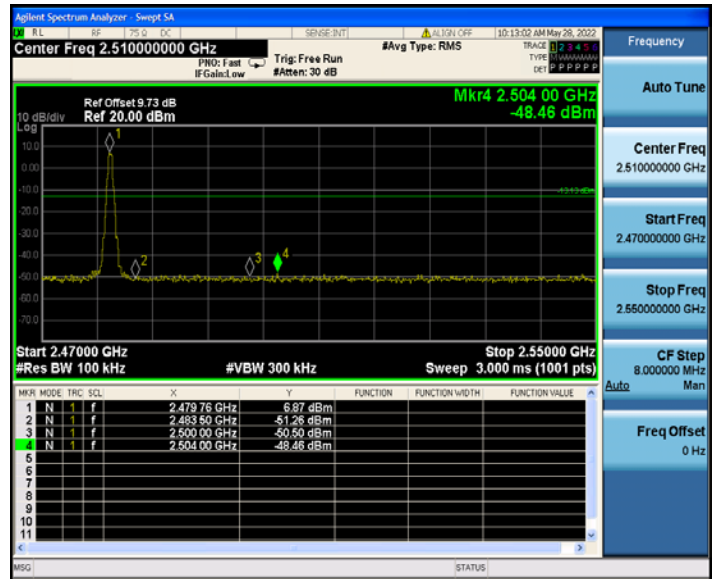 Agilent Spectrum Analyzer - Swept SA
RL RF 75 Ω DC SENSE:INT ALIGN OFF 10:13:02 AM May 28, 2022
Center Freq 2.510000000 GHz
#Avg Type: RMS
TRACE 1 2 3 4 5 6
PNO: Fast
Trig: Free Run
TYPE
IFGain:Low
#Atten: 30 dB
DET P P P P P P
Mkr4 2.504 00 GHz
-48.46 dBm
Ref Offset 9.73 dB
10 dB/div Ref 20.00 dBm
Log
10.0
0.00
-10.0
-20.0
-30.0
-40.0
-50.0
-60.0
-70.0
-13.13 dBm
1
2
3
4
Start 2.47000 GHz
Stop 2.55000 GHz
#Res BW 100 kHz
#VBW 300 kHz
Sweep 3.000 ms (1001 pts)
MKR MODE TRC SCL X Y FUNCTION FUNCTION WIDTH FUNCTION VALUE
1 N 1 f 2.479 76 GHz 6.87 dBm
2 N 1 f 2.483 50 GHz -51.26 dBm
3 N 1 f 2.500 00 GHz -50.50 dBm
4 N 1 f 2.504 00 GHz -48.46 dBm
5
6
7
8
9
10
11
MSG
STATUS
Frequency
Auto Tune
Center Freq
2.510000000 GHz
Start Freq
2.470000000 GHz
Stop Freq
2.550000000 GHz
CF Step
8.000000 MHz
Auto Man
Freq Offset
0 Hz